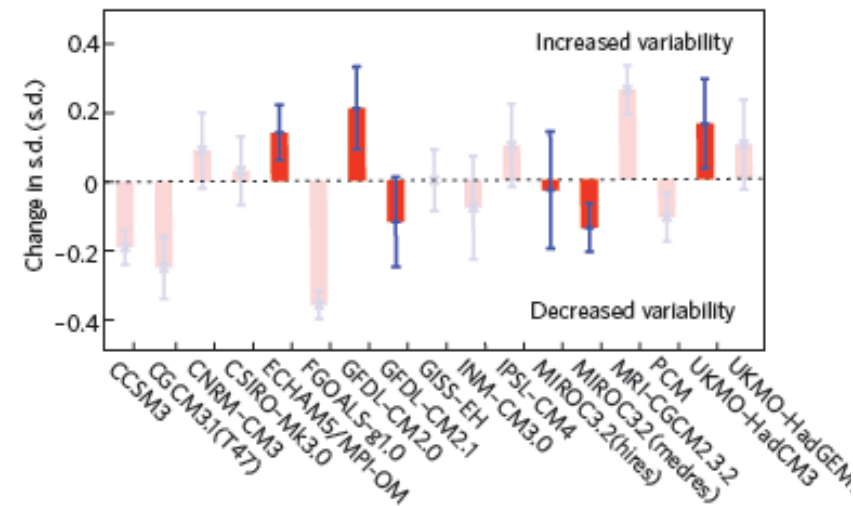 Change in s.d. (s.d.)
0.4
0.2
0
−0.2
−0.4
Increased variability
Decreased variability
CCSM3
CGCM3.1(T47)
CNRM-CM3
CSIRO-Mk3.0
ECHAM5/MPI-OM
FGOALS-g1.0
GFDL-CM2.0
GFDL-CM2.1
GISS-EH
INM-CM3.0
IPSL-CM4
MIROC3.2(hires)
MIROC32 (medres)
MRI-CGCM2.3.2
PCM
UKMO-HadCM3
UKMO-HadGEM